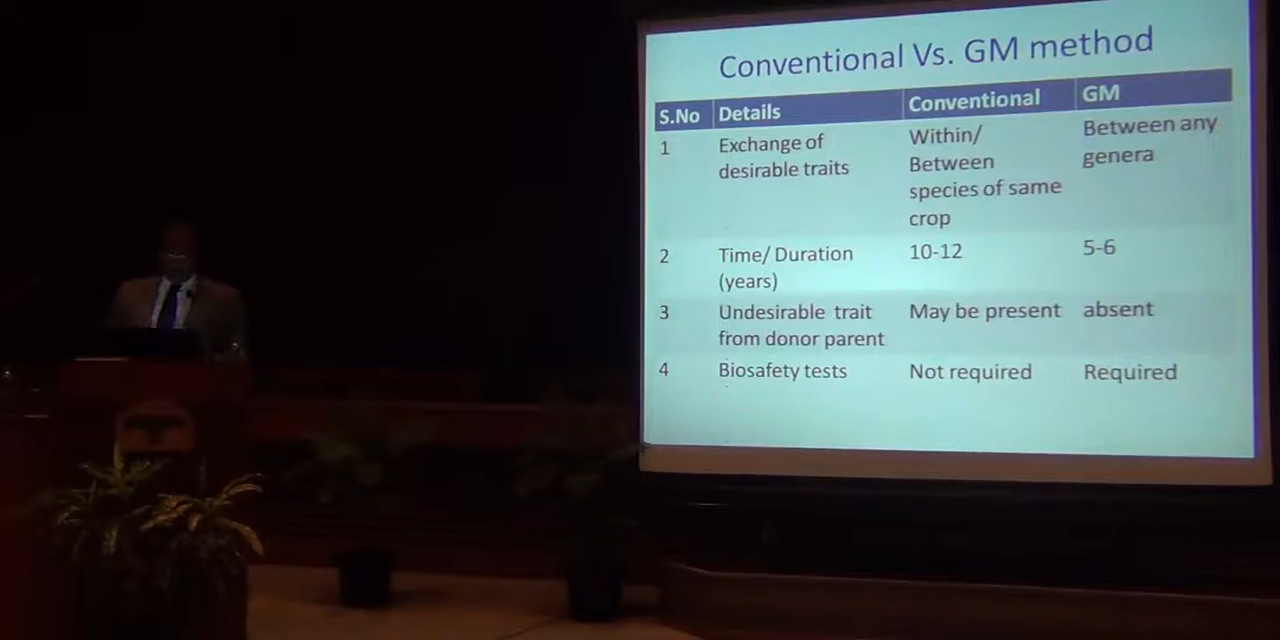 Conventional Vs. GM method
S.No Details Conventional GM
1 Exchange of desirable traits Within/ Between species of same crop Between any genera
2 Time/ Duration (years) 10-12 5-6
3 Undesirable trait from donor parent May be present absent
4 Biosafety tests Not required Required